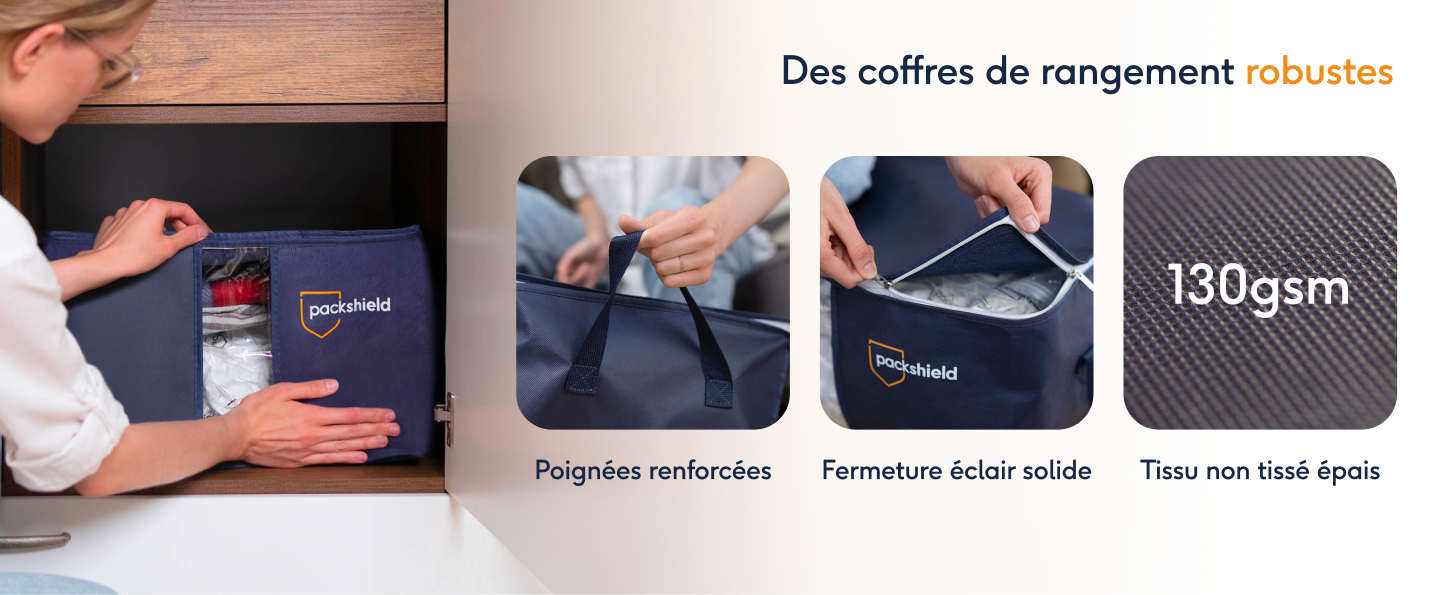 Des coffres de rangement robustes
packshield
packshield
130gsm
Poignées renforcées
Fermeture éclair solide
Tissu non tissé épais